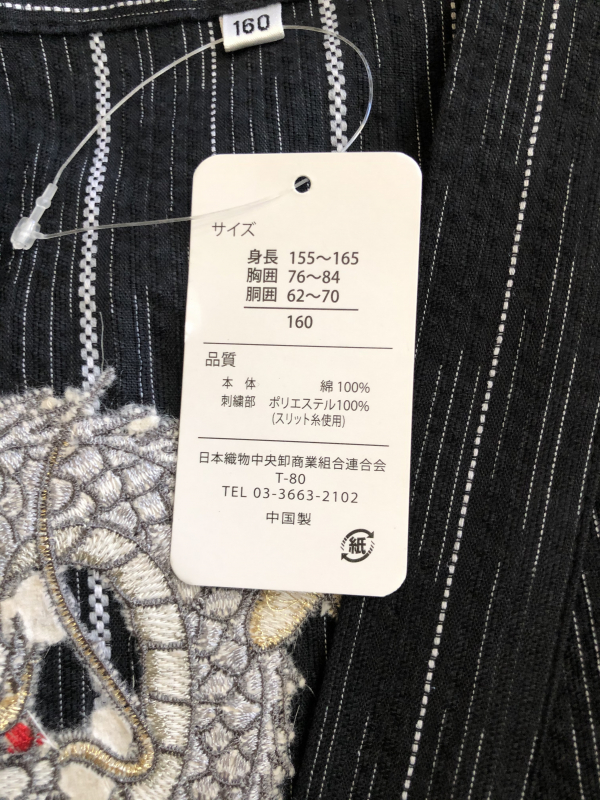 160
サイズ
身長 155～165
胸囲 76～84
胴囲 62～70
160
品質
本体 綿100%
刺繍部 ポリエステル100%
(スリット糸使用)
日本織物中央卸商業組合連合会
T-80
TEL 03-3663-2102
中国製
紙